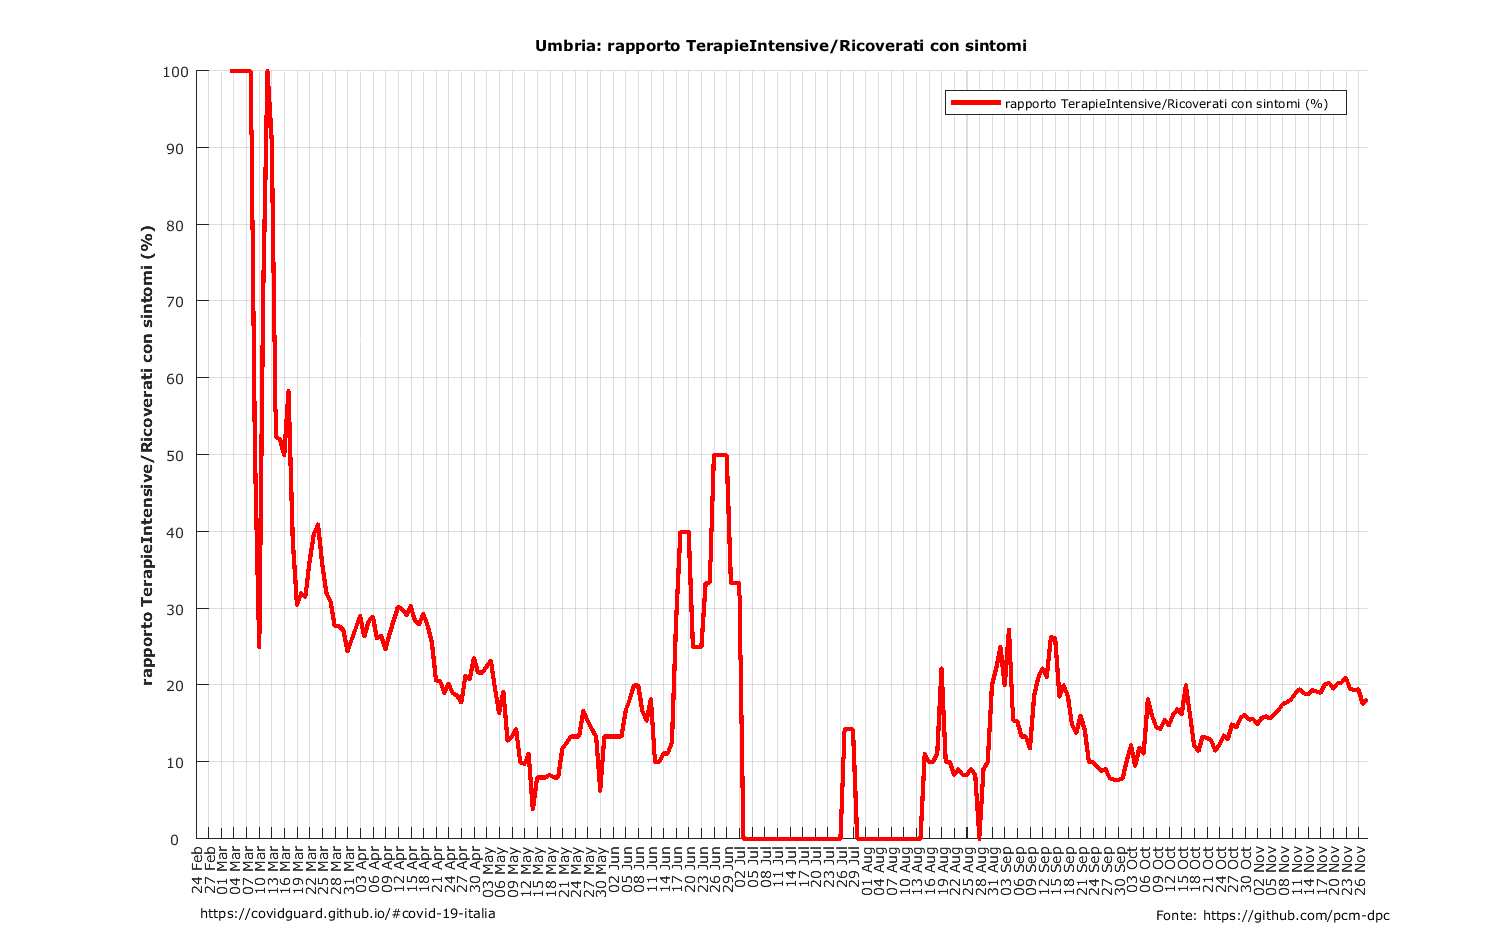 Umbria: rapporto TerapieIntensive/Ricoverati con sintomi
rapporto TerapieIntensive/Ricoverati con sintomi (%)
rapporto TerapieIntensive/Ricoverati con sintomi (%)
100
90
80
70
60
50
40
30
20
10
0
24 Feb
27 Feb
01 Mar
04 Mar
07 Mar
10 Mar
13 Mar
16 Mar
19 Mar
22 Mar
25 Mar
28 Mar
31 Mar
03 Apr
06 Apr
09 Apr
12 Apr
15 Apr
18 Apr
21 Apr
24 Apr
27 Apr
30 Apr
03 May
06 May
09 May
12 May
15 May
18 May
21 May
24 May
27 May
30 May
02 Jun
05 Jun
08 Jun
11 Jun
14 Jun
17 Jun
20 Jun
23 Jun
26 Jun
29 Jun
02 Jul
05 Jul
08 Jul
11 Jul
14 Jul
17 Jul
20 Jul
23 Jul
26 Jul
29 Jul
01 Aug
04 Aug
07 Aug
10 Aug
13 Aug
16 Aug
19 Aug
22 Aug
25 Aug
28 Aug
31 Aug
03 Sep
06 Sep
09 Sep
12 Sep
15 Sep
18 Sep
21 Sep
24 Sep
27 Sep
30 Sep
03 Oct
06 Oct
09 Oct
12 Oct
15 Oct
18 Oct
21 Oct
24 Oct
27 Oct
30 Oct
02 Nov
05 Nov
08 Nov
11 Nov
14 Nov
17 Nov
20 Nov
23 Nov
26 Nov
https://covidguard.github.io/#covid-19-italia
Fonte: https://github.com/pcm-dpc